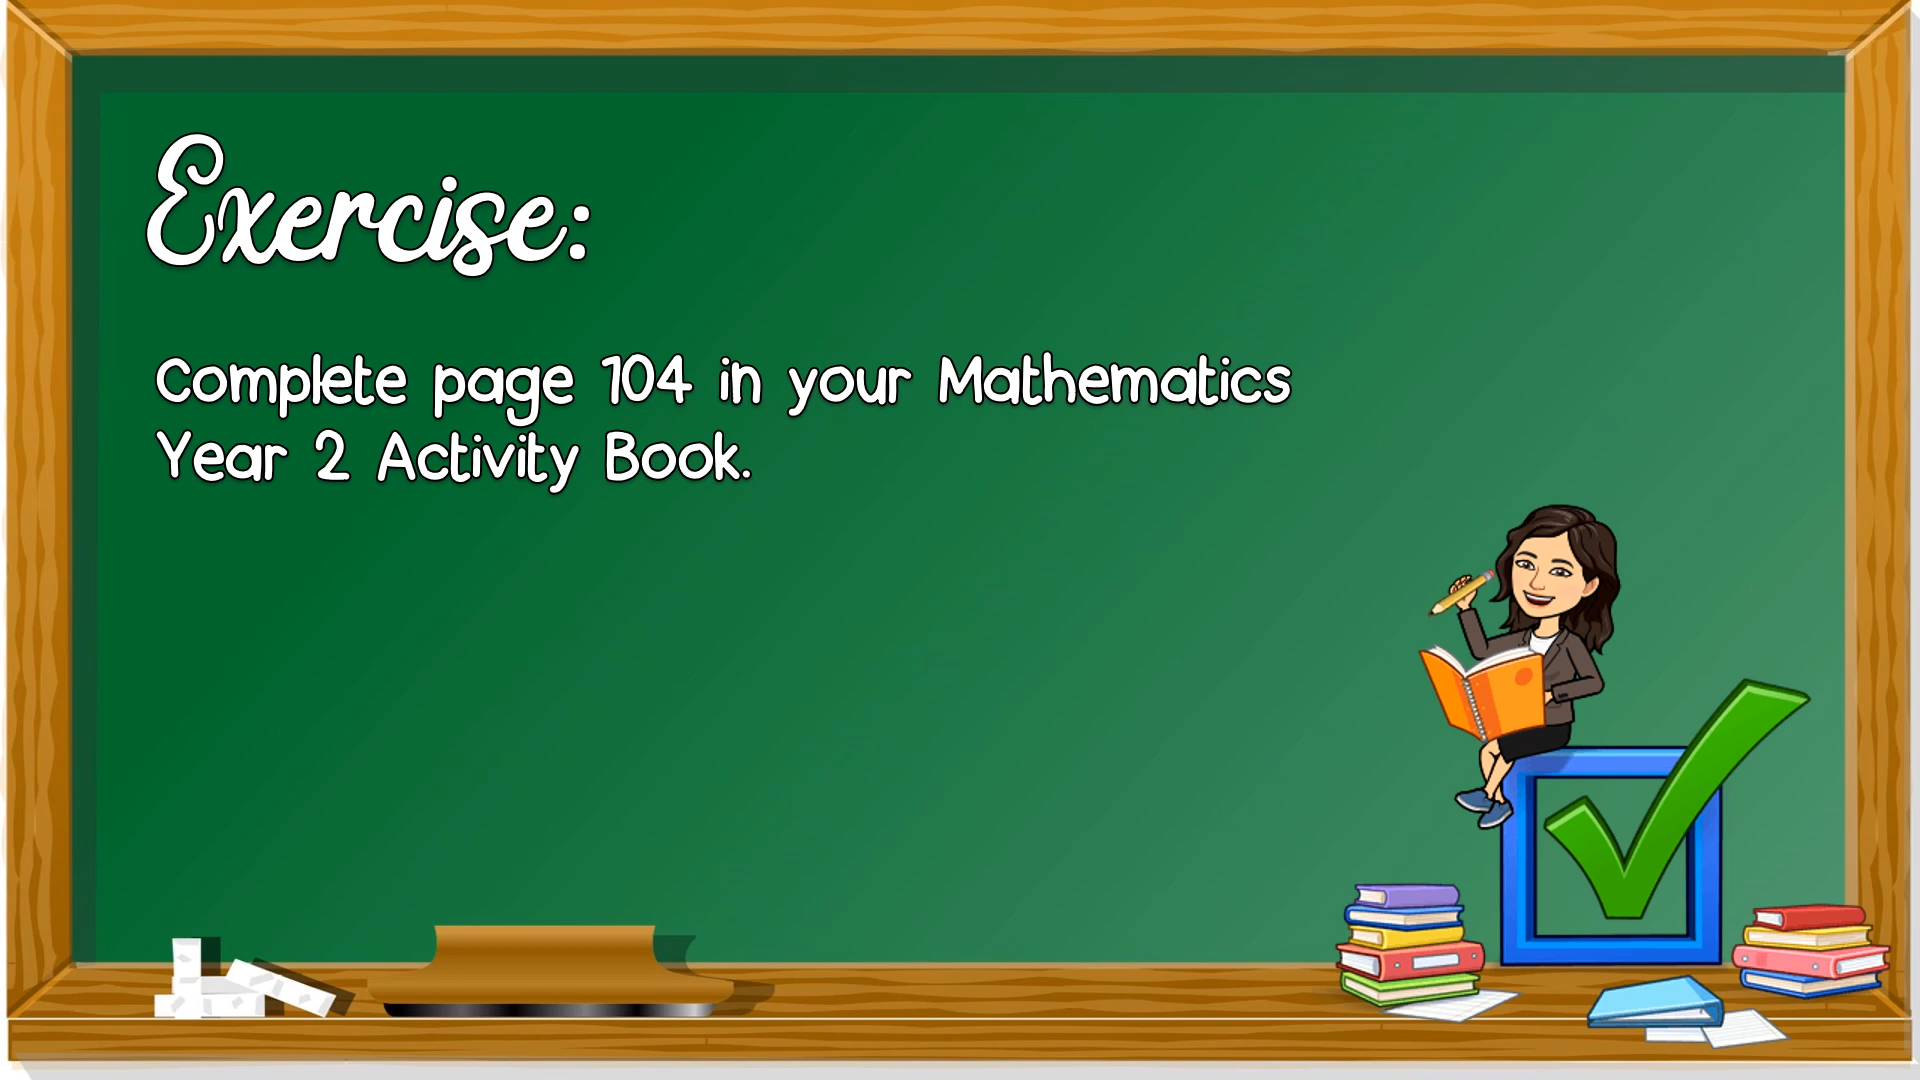 Exercise:
Complete page 104 in your Mathematics
Year 2 Activity Book.